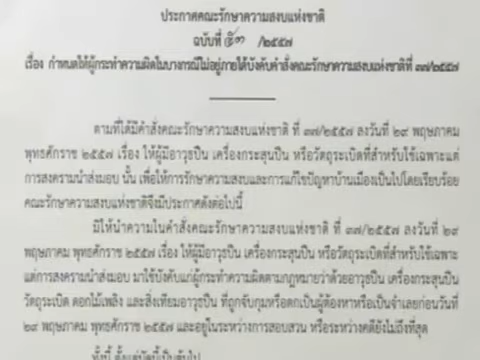 ประกาศคณะรักษาความสงบแห่งชาติ
ฉบับที่ ๕๓ /๒๕๕๗
เรื่อง กำหนดให้ผู้กระทำความผิดในบางกรณีไม่อยู่ภายใต้บังคับคำสั่งคณะรักษาความสงบแห่งชาติที่ ๓๗/๒๕๕๗
ตามที่ได้มีคำสั่งคณะรักษาความสงบแห่งชาติ ที่ ๓๗/๒๕๕๗ ลงวันที่ ๒๙ พฤษภาคม
พุทธศักราช ๒๕๕๗ เรื่อง ให้ผู้มีอาวุธปืน เครื่องกระสุนปืน หรือวัตถุระเบิดที่สำหรับใช้เฉพาะแต่
การสงครามนำส่งมอบ นั้น เพื่อให้การรักษาความสงบและการแก้ไขปัญหาบ้านเมืองเป็นไปโดยเรียบร้อย
คณะรักษาความสงบแห่งชาติจึงมีประกาศดังต่อไปนี้
มิให้นำความในคำสั่งคณะรักษาความสงบแห่งชาติ ที่ ๓๗/๒๕๕๗ ลงวันที่ ๒๙
พฤษภาคม พุทธศักราช ๒๕๕๗ เรื่อง ให้ผู้มีอาวุธปืน เครื่องกระสุนปืน หรือวัตถุระเบิดที่สำหรับใช้เฉพาะ
แต่การสงครามนำส่งมอบ มาใช้บังคับแก่ผู้กระทำความผิดตามกฎหมายว่าด้วยอาวุธปืน เครื่องกระสุนปืน
วัตถุระเบิด ดอกไม้เพลิง และสิ่งเทียมอาวุธปืน ที่ถูกจับกุมหรือตกเป็นผู้ต้องหาหรือเป็นจำเลยก่อนวันที่
๒๙ พฤษภาคม พุทธศักราช ๒๕๕๗ และอยู่ในระหว่างการสอบสวน หรือระหว่างคดียังไม่ถึงที่สุด
ทั้งนี้ ตั้งแต่บัดนี้เป็นต้นไป